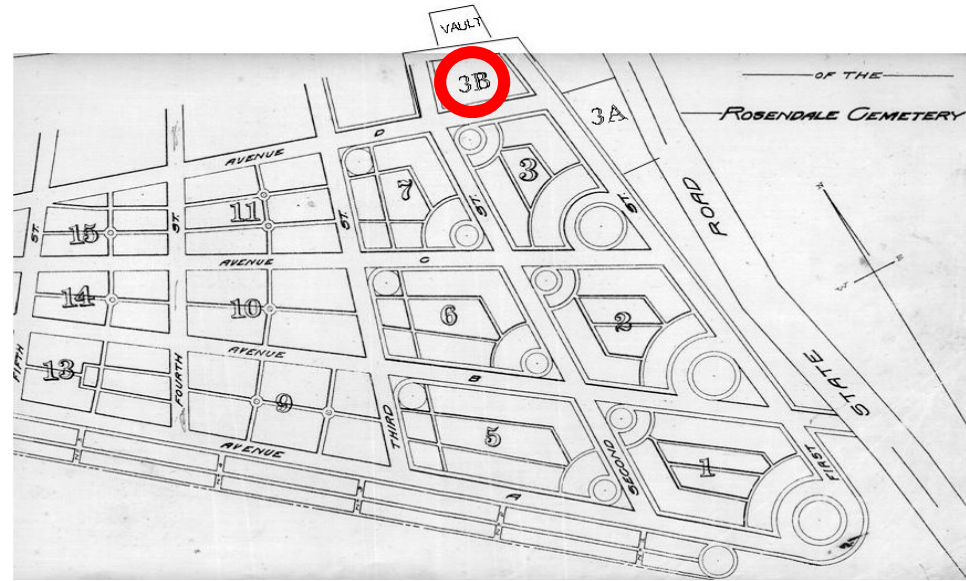 VAULT
3B
OF THE
ROSENDALE CEMETERY
3A
D
AVENUE
7
3
ST.
ST.
ST.
ROAD
11
ST.
ST.
15
AVENUE
C
14
10
6
2
AVENUE
B
STATE
FIFTH
13
FOURTH
9
THIRD
5
SECOND
1
FIRST
AVENUE
A